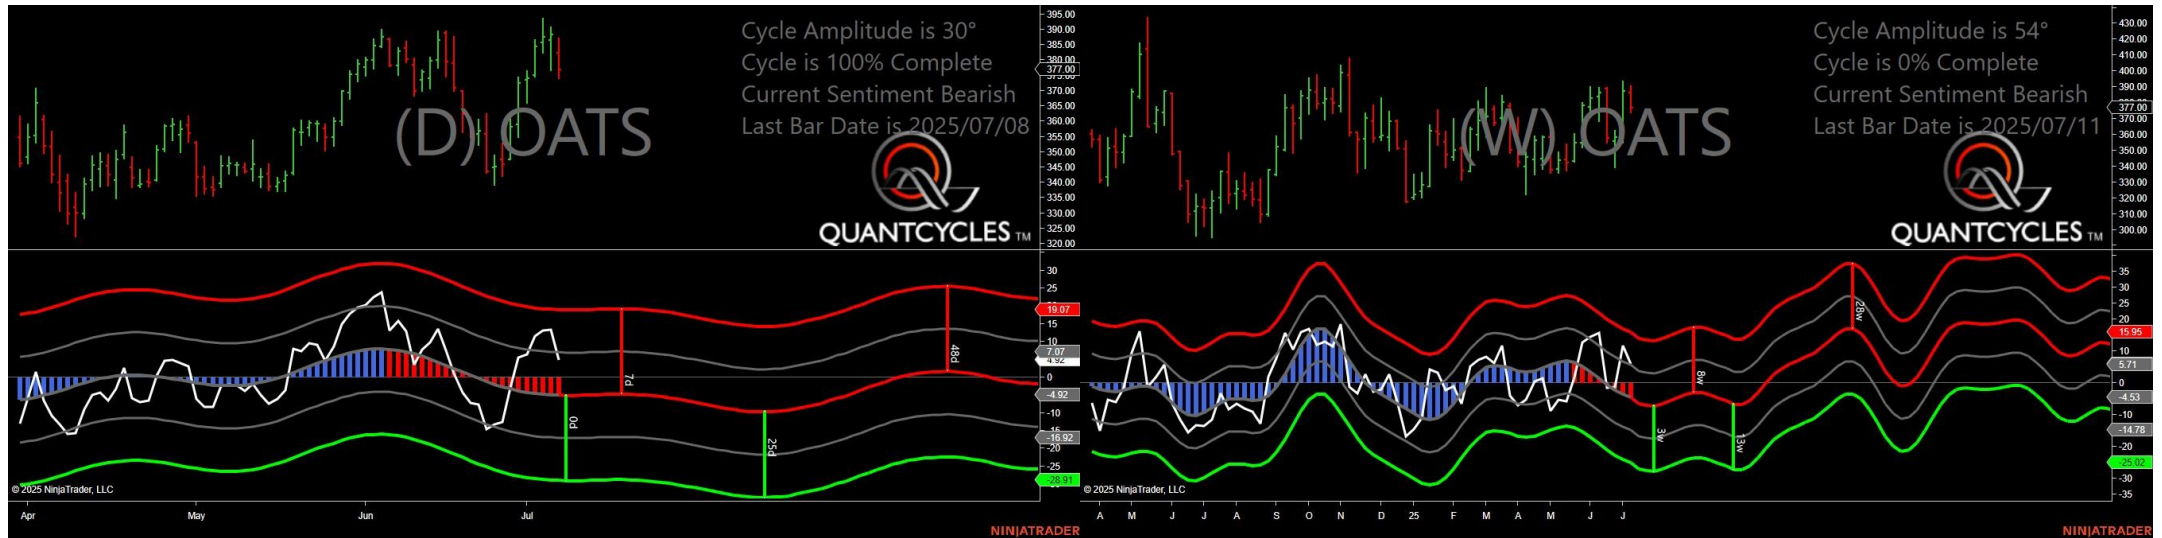 Cycle Amplitude is 30°
Cycle is 100% Complete
Current Sentiment Bearish
Last Bar Date is 2025/07/08
(D) OATS
QUANTCYCLES TM
395.00
390.00
385.00
380.00
377.00
370.00
365.00
360.00
355.00
350.00
345.00
340.00
335.00
330.00
325.00
320.00
30
19.07
15
10
7.07
4.92
0
-4.92
-10
-16.92
-20
-25
-28.91
7d
48d
0d
25d
© 2025 NinjaTrader, LLC
Apr May Jun Jul
NINJATRADER
Cycle Amplitude is 54°
Cycle is 0% Complete
Current Sentiment Bearish
Last Bar Date is 2025/07/11
(W) OATS
QUANTCYCLES TM
430.00
420.00
410.00
400.00
390.00
377.00
370.00
360.00
350.00
340.00
330.00
320.00
310.00
300.00
35
30
25
20
15.95
10
5.71
0
-4.53
-10
-14.78
-20
-25.02
-30
-35
28w
8w
3w
13w
© 2025 NinjaTrader, LLC
A M J J A S O N D 25 F M A M J J
NINJATRADER